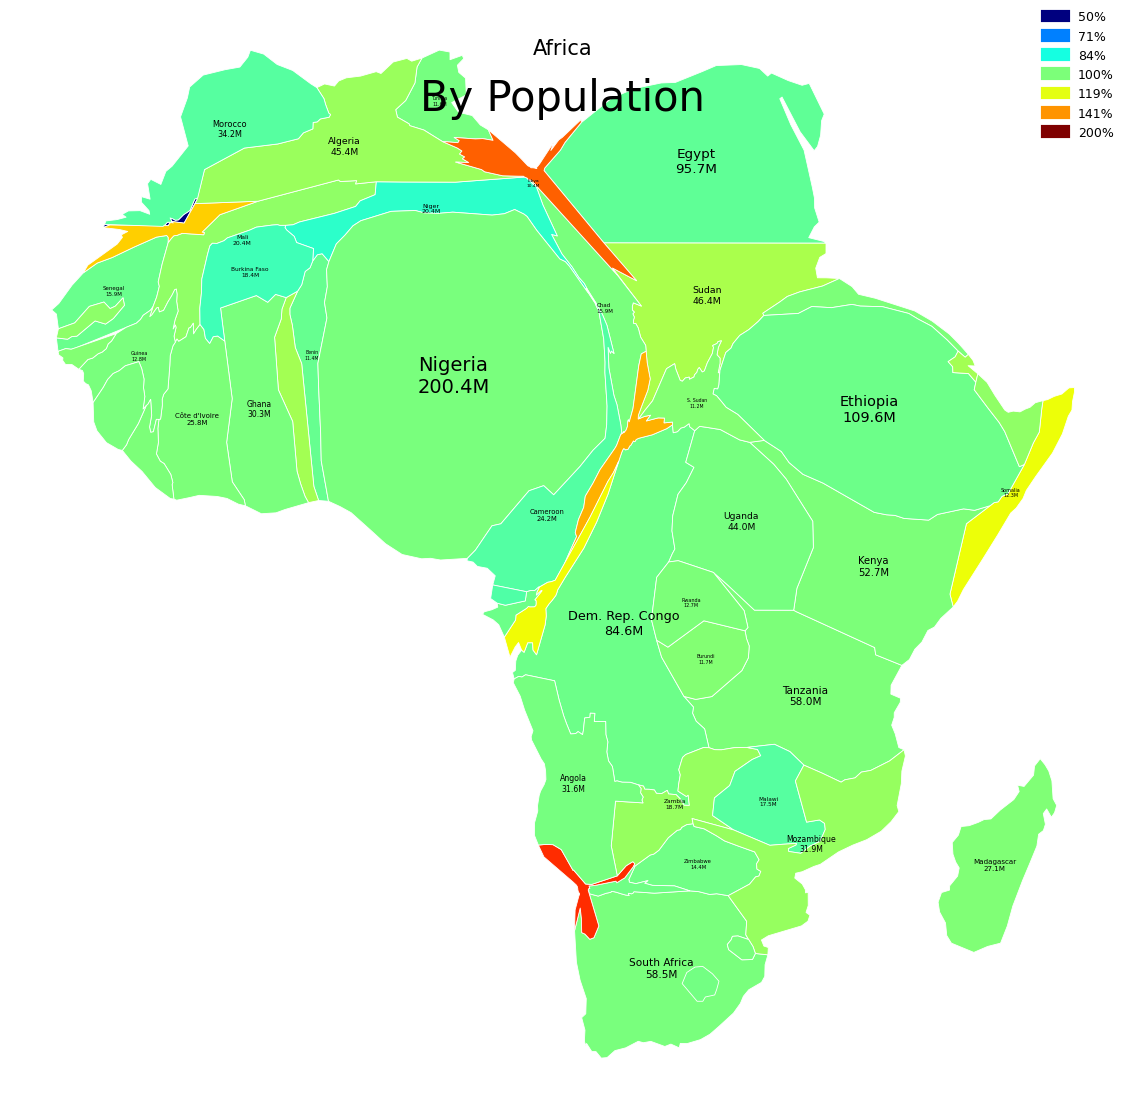 Africa
By Population
50%
71%
84%
100%
119%
141%
200%
Morocco
34.2M
Algeria
45.4M
Egypt
95.7M
Niger
20.4M
Mali
20.4M
Burkina Faso
18.4M
Senegal
15.9M
Sudan
46.4M
Chad
15.9M
Guinea
12.8M
Benin
11.4M
Nigeria
200.4M
Côte d'Ivoire
25.8M
Ghana
30.3M
S. Sudan
11.2M
Ethiopia
109.6M
Somalia
12.3M
Cameroon
24.2M
Uganda
44.0M
Kenya
52.7M
Rwanda
12.7M
Dem. Rep. Congo
84.6M
Burundi
11.7M
Tanzania
58.0M
Angola
31.6M
Zambia
18.7M
Malawi
17.5M
Mozambique
31.9M
Zimbabwe
14.4M
Madagascar
27.1M
South Africa
58.5M